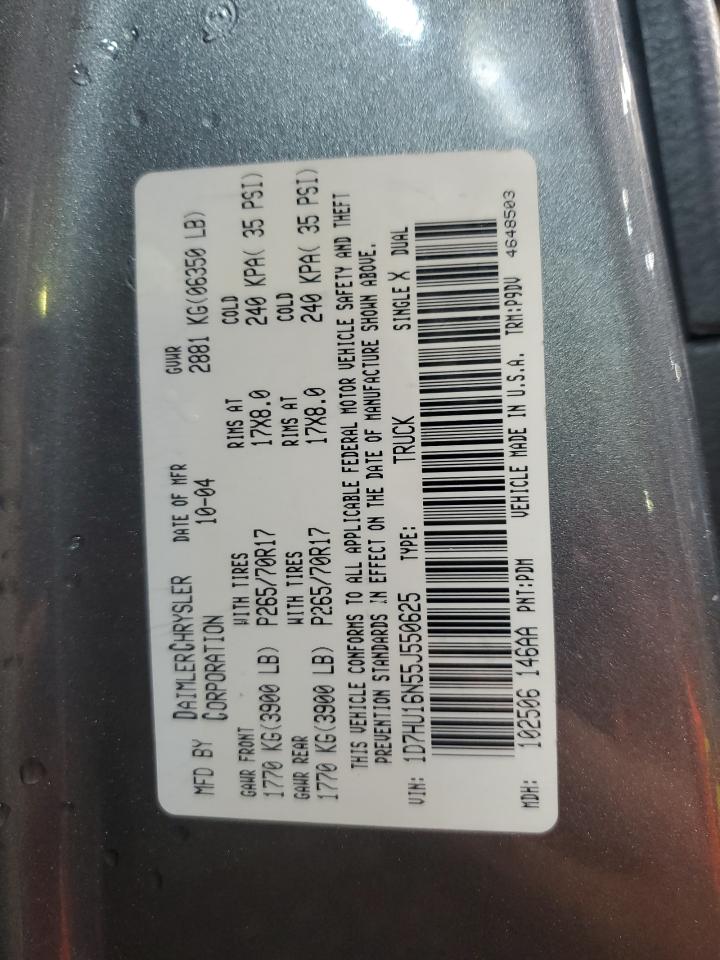 MFD BY DAIMLERCHRYSLER CORPORATION DATE OF MFR 10-04 GVWR 2881 KG(06350 LB)
GAWR FRONT WITH TIRES RIMS AT COLD
1770 KG(3900 LB) P265/70R17 17X8.0 240 KPA( 35 PSI)
GAWR REAR WITH TIRES RIMS AT COLD
1770 KG(3900 LB) P265/70R17 17X8.0 240 KPA( 35 PSI)
THIS VEHICLE CONFORMS TO ALL APPLICABLE FEDERAL MOTOR VEHICLE SAFETY AND THEFT
PREVENTION STANDARDS IN EFFECT ON THE DATE OF MANUFACTURE SHOWN ABOVE.
VIN: 1D7HU16N55J550625 TYPE: TRUCK SINGLE X DUAL
MDH: 102506 146AA PNT:PDM VEHICLE MADE IN U.S.A. TRM:P9DV 4648503